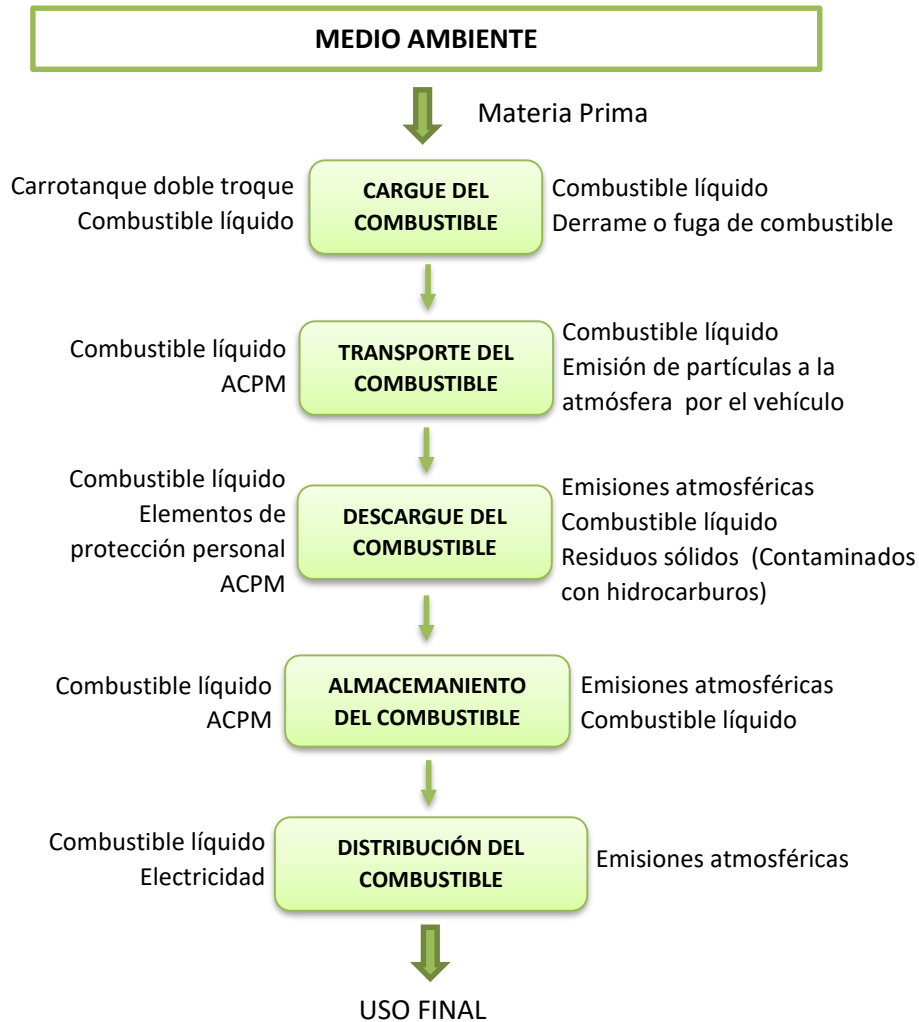 MEDIO AMBIENTE
Materia Prima
Carrotanque doble troque
Combustible líquido
CARGUE DEL
COMBUSTIBLE
Combustible líquido
Derrame o fuga de combustible
Combustible líquido
ACPM
TRANSPORTE DEL
COMBUSTIBLE
Combustible líquido
Emisión de partículas a la
atmósfera por el vehículo
Combustible líquido
Elementos de
protección personal
ACPM
DESCARGUE DEL
COMBUSTIBLE
Emisiones atmosféricas
Combustible líquido
Residuos sólidos (Contaminados
con hidrocarburos)
Combustible líquido
ACPM
ALMACEMANIENTO
DEL COMBUSTIBLE
Emisiones atmosféricas
Combustible líquido
Combustible líquido
Electricidad
DISTRIBUCIÓN DEL
COMBUSTIBLE
Emisiones atmosféricas
USO FINAL